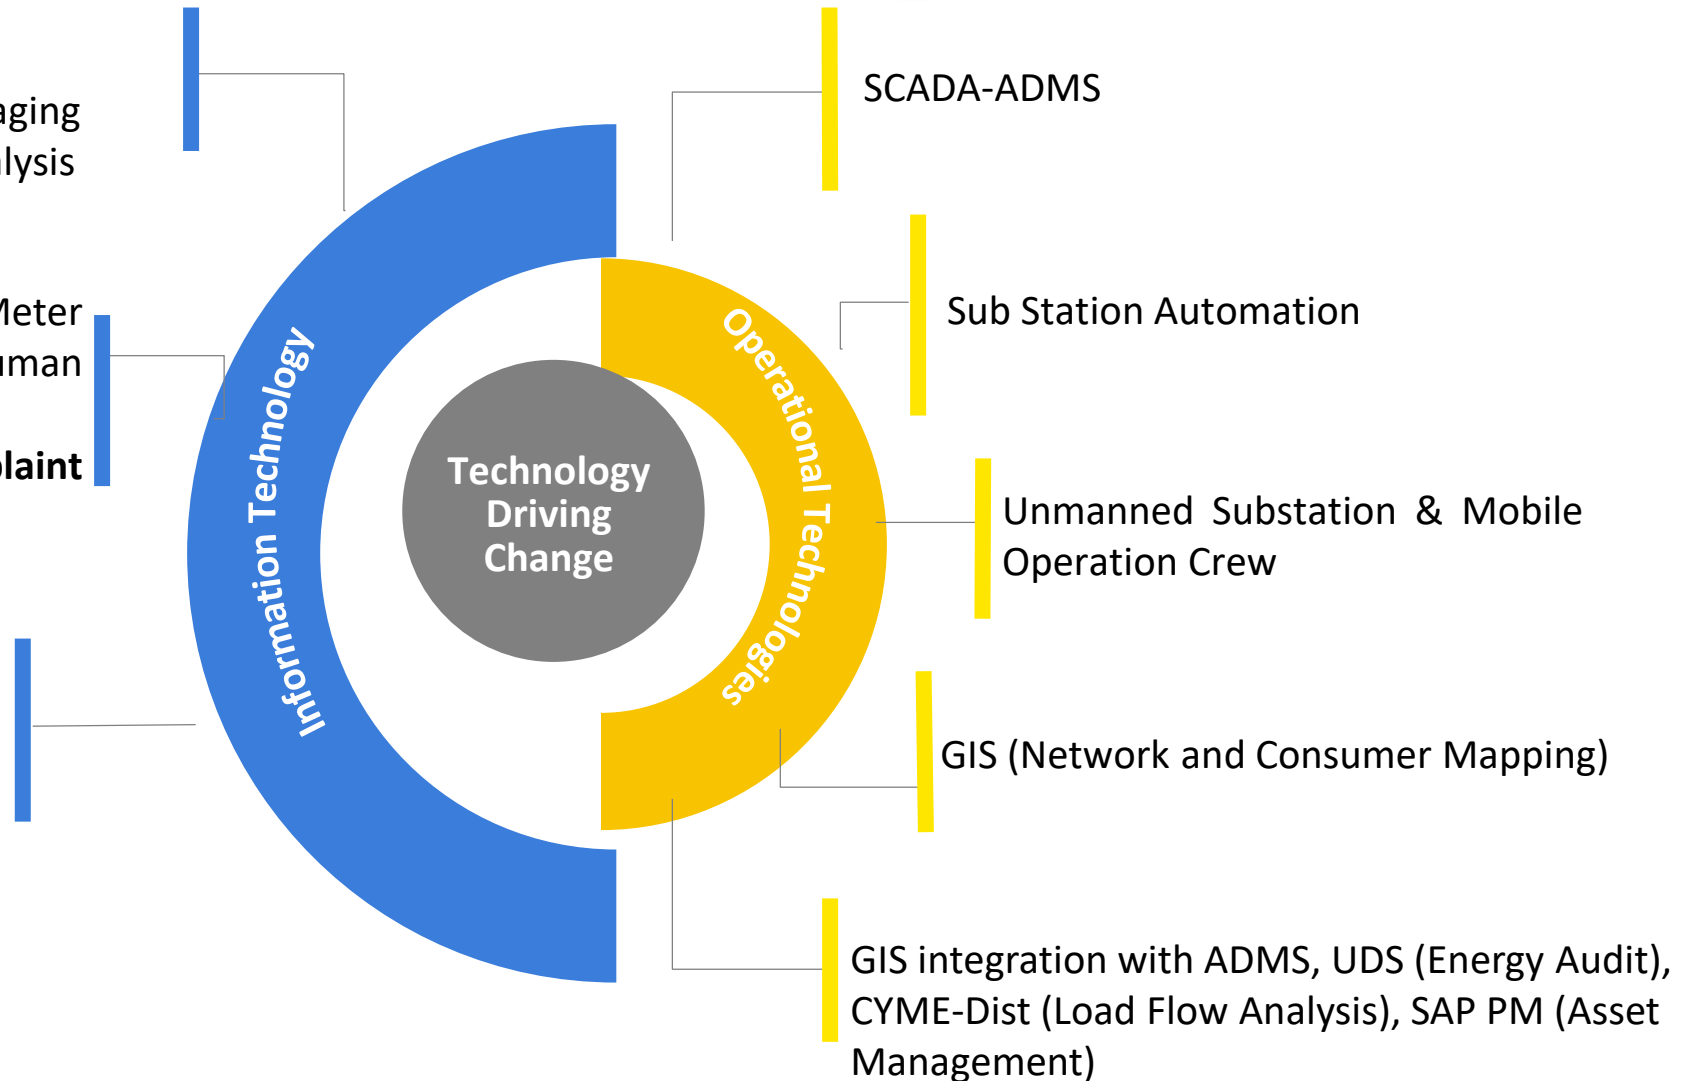 SCADA-ADMS
Meter
Sub Station Automation
Information Technology
Technology
Driving
Change
Operational Technologies
Unmanned Substation & Mobile
Operation Crew
GIS (Network and Consumer Mapping)
GIS integration with ADMS, UDS (Energy Audit),
CYME-Dist (Load Flow Analysis), SAP PM (Asset
Management)